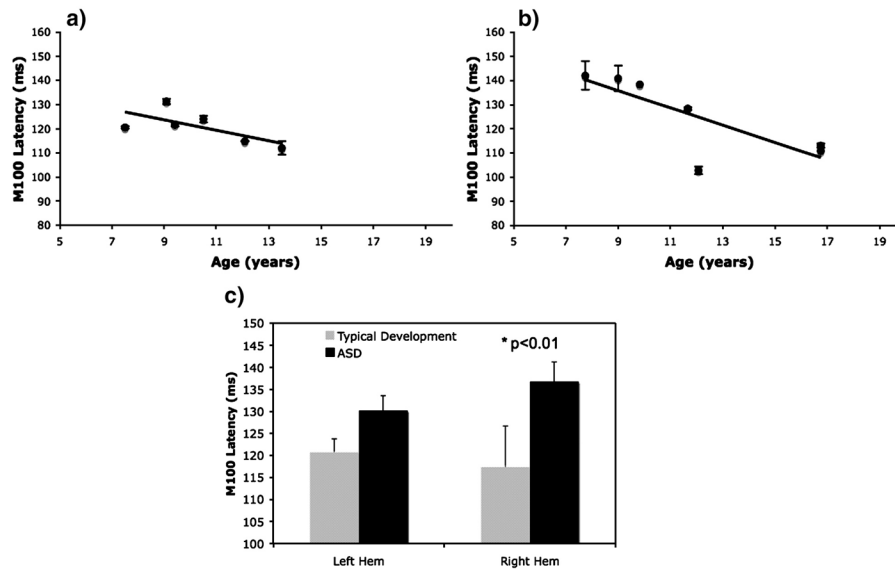 a)
M100 Latency (ms)
160
150
140
130
120
110
100
90
80
5 7 9 11 13 15 17 19
Age (years)
b)
M100 Latency (ms)
160
150
140
130
120
110
100
90
80
5 7 9 11 13 15 17 19
Age (years)
c)
M100 Latency (ms)
150
145
140
135
130
125
120
115
110
105
100
Typical Development
ASD
* p<0.01
Left Hem Right Hem